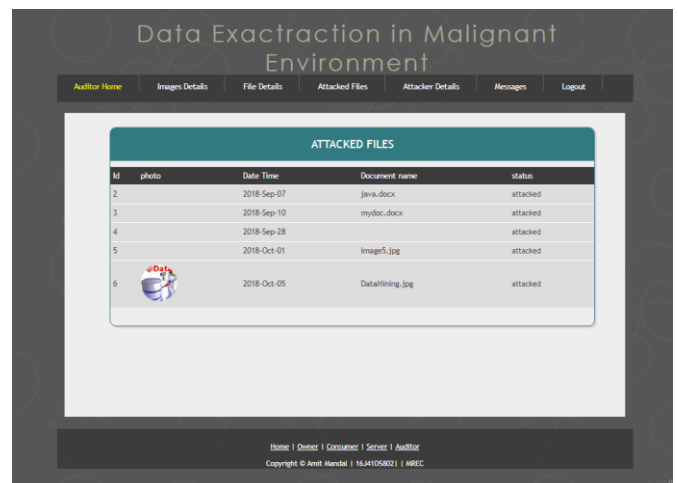 Data Exactraction in Malignant
Environment
Auditor Home Images Details File Details Attacked Files Attacker Details Messages Logout
ATTACKED FILES
Id photo Date Time Document name status
2 2018-Sep-07 java.docx attacked
3 2018-Sep-10 mydoc.docx attacked
4 2018-Sep-28 attacked
5 2018-Oct-01 image5.jpg attacked
@Data
6 2018-Oct-05 DataMining.jpg attacked
Home | Owner | Consumer | Server | Auditor
Copyright © Amit Mandal | 16J41D5802| | MREC